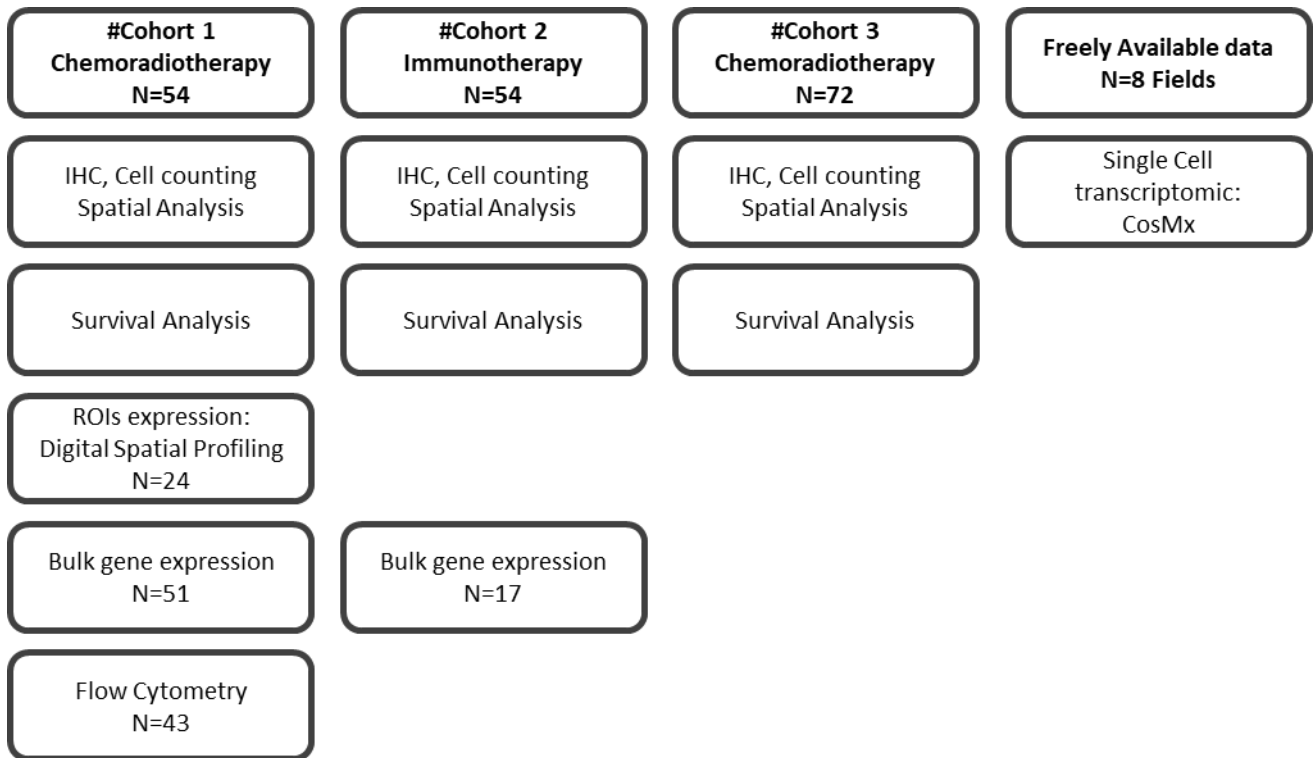 #Cohort 1
Chemoradiotherapy
N=54
#Cohort 2
Immunotherapy
N=54
#Cohort 3
Chemoradiotherapy
N=72
Freely Available data
N=8 Fields
IHC, Cell counting
Spatial Analysis
IHC, Cell counting
Spatial Analysis
IHC, Cell counting
Spatial Analysis
Single Cell
transcriptomic:
CosMx
Survival Analysis
Survival Analysis
Survival Analysis
ROIs expression:
Digital Spatial Profiling
N=24
Bulk gene expression
N=51
Bulk gene expression
N=17
Flow Cytometry
N=43